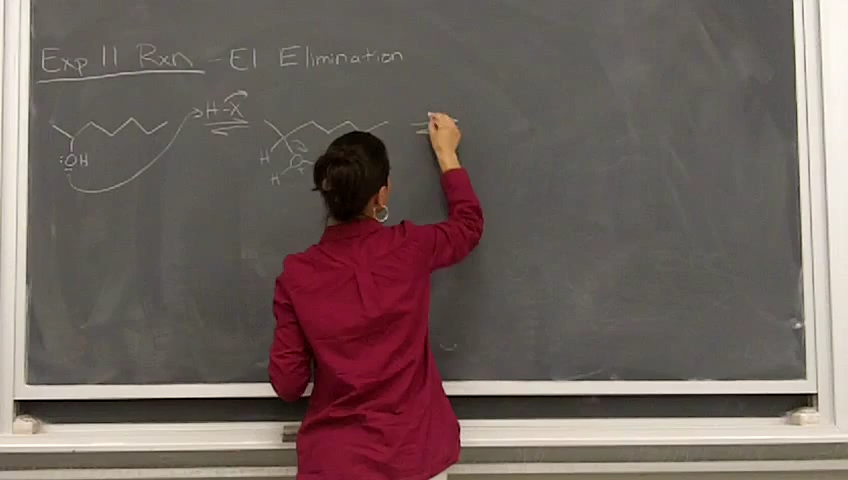 Exp 11 Rxn - E1 Elimination
H-X
:OH
H
O
+
H